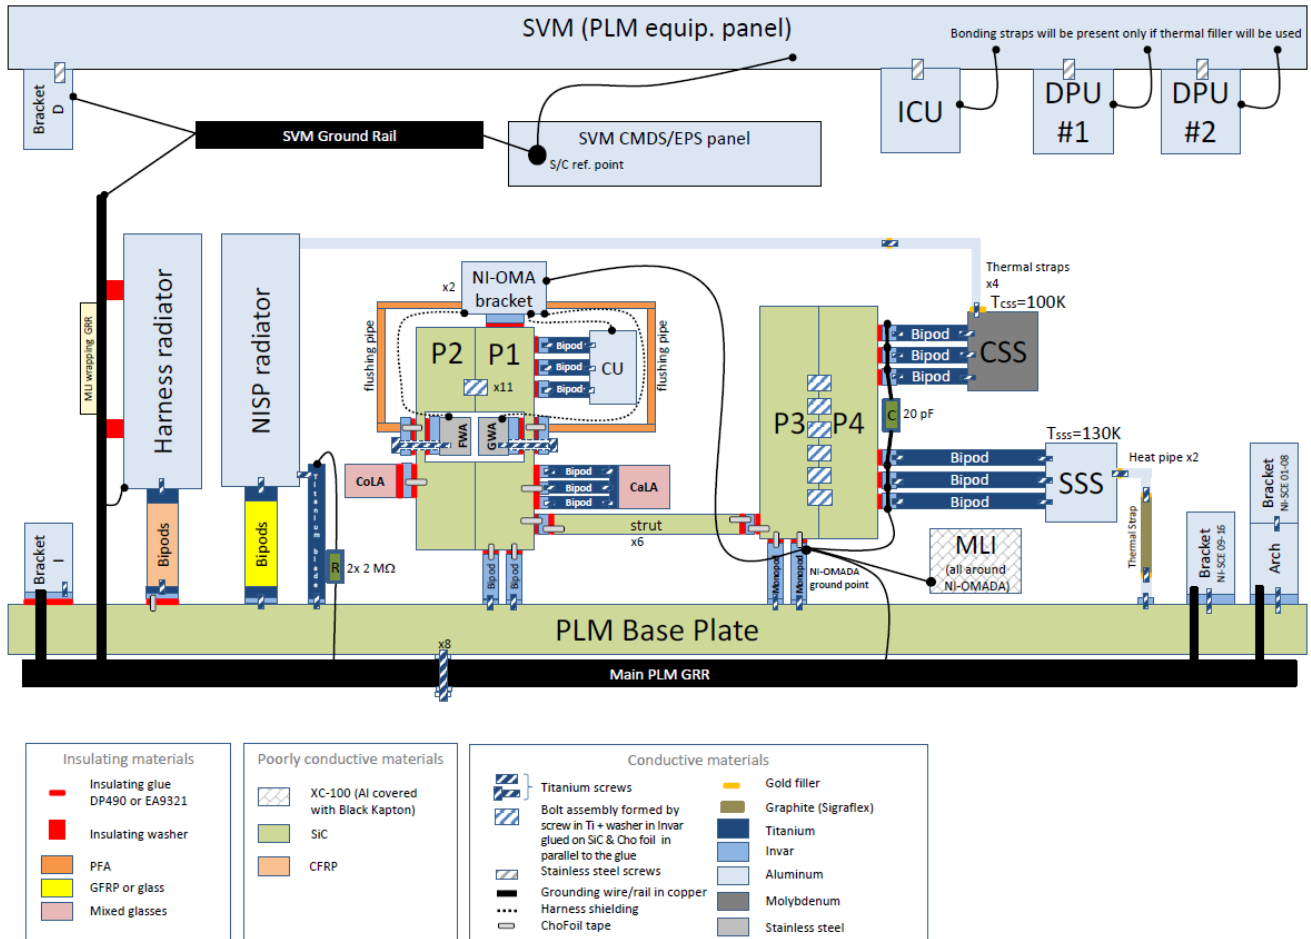 SVM (PLM equip. panel)
Bonding straps will be present only if thermal filler will be used
Bracket
D
ICU
DPU
#1
DPU
#2
SVM Ground Rail
SVM CMDS/EPS panel
S/C ref. point
MLI wrapping GRR
Harness radiator
NISP radiator
x2
NI-OMA
bracket
Thermal straps
x4
Tcss=100K
flushing pipe
flushing pipe
P2
P1
x11
Bipod
Bipod
Bipod
CU
FWA
GWA
P3
P4
Bipod
Bipod
Bipod
CSS
C
20 pF
Tsss=130K
Heat pipe x2
Bipod
Bipod
Bipod
SSS
CoLA
Bipod
Bipod
Bipod
CaLA
strut
x6
Bracket
I
Bipods
Bipods
Titanium blade
R
2x 2 MΩ
Bipod
Bipod
Monopod
Monopod
NI-OMADA
ground point
MLI
(all around
NI-OMADA)
Thermal Strap
Bracket
NI-SCE 09-16
Bracket
NI-SCE 01-08
Arch
PLM Base Plate
x8
Main PLM GRR
Insulating materials
Insulating glue
DP490 or EA9321
Insulating washer
PFA
GFRP or glass
Mixed glasses
Poorly conductive materials
XC-100 (Al covered
with Black Kapton)
SiC
CFRP
Conductive materials
Titanium screws
Bolt assembly formed by
screw in Ti + washer in Invar
glued on SiC & Cho foil in
parallel to the glue
Stainless steel screws
Grounding wire/rail in copper
Harness shielding
ChoFoil tape
Gold filler
Graphite (Sigraflex)
Titanium
Invar
Aluminum
Molybdenum
Stainless steel